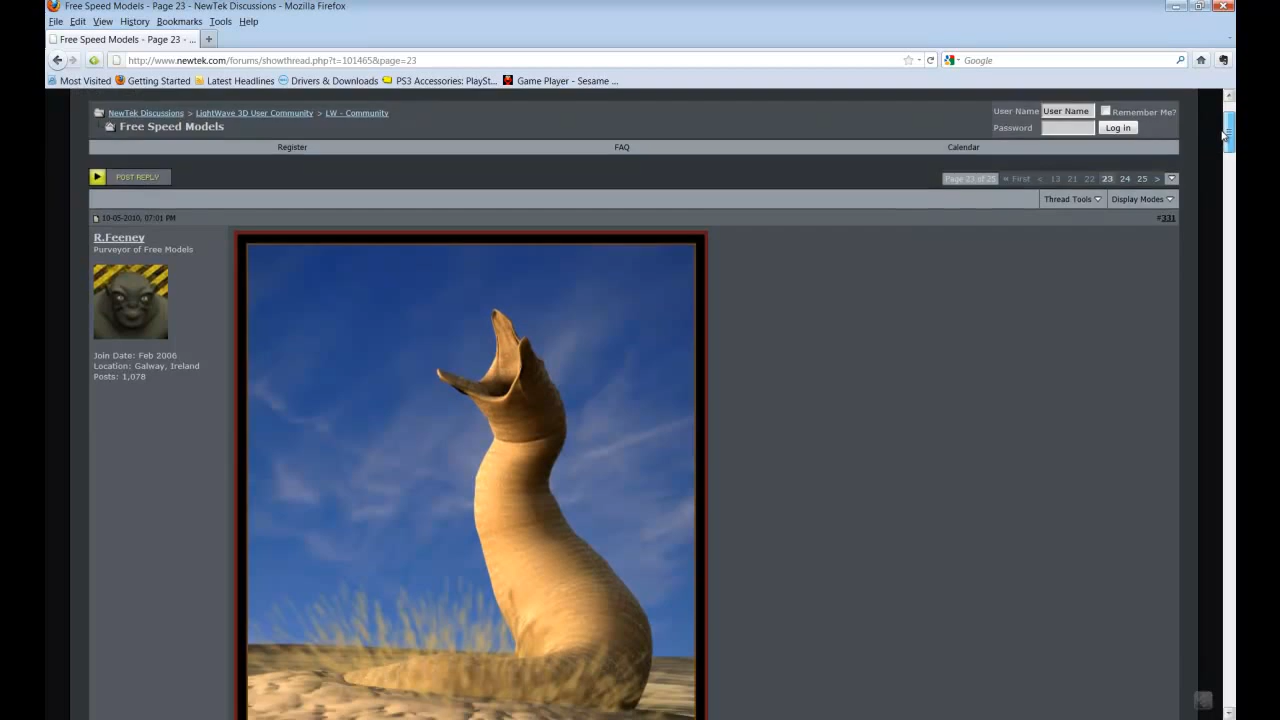 Free Speed Models - Page 23 - NewTek Discussions - Mozilla Firefox
File Edit View History Bookmarks Tools Help
Free Speed Models - Page 23 - ... +
http://www.newtek.com/forums/showthread.php?t=101465&page=23 Google
Most Visited Getting Started Latest Headlines Drivers & Downloads PS3 Accessories: PlaySt... Game Player - Sesame ...
NewTek Discussions > LightWave 3D User Community > LW - Community User Name User Name Remember Me?
Free Speed Models Password Log in
Register FAQ Calendar
POST REPLY Page 23 of 25 « First < 13 21 22 23 24 25 >
Thread Tools Display Modes
10-05-2010, 07:01 PM #331
R.Feeney
Purveyor of Free Models
Join Date: Feb 2006
Location: Galway, Ireland
Posts: 1,078